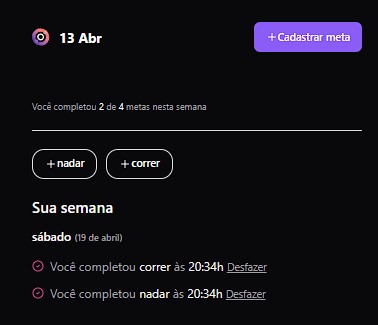 13 Abr
+Cadastrar meta
Você completou 2 de 4 metas nesta semana
+nadar
+correr
Sua semana
sábado (19 de abril)
Você completou correr às 20:34h Desfazer
Você completou nadar às 20:34h Desfazer